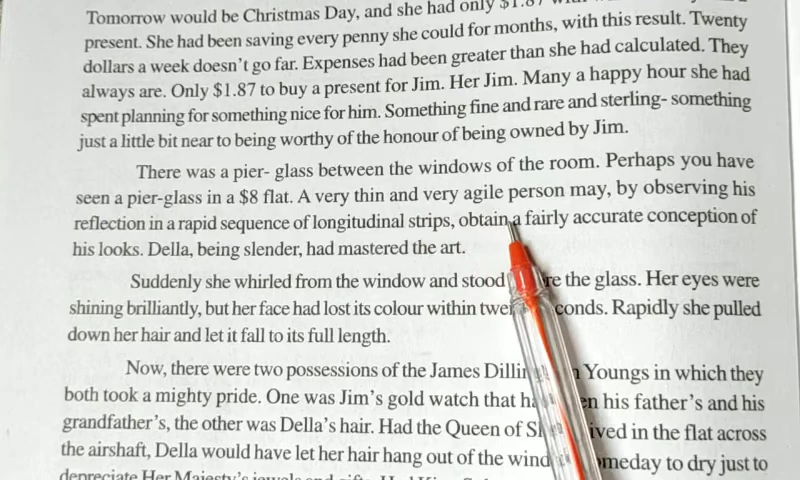 Tomorrow would be Christmas Day, and she had only $1.87
present. She had been saving every penny she could for months, with this result. Twenty
dollars a week doesn't go far. Expenses had been greater than she had calculated. They
always are. Only $1.87 to buy a present for Jim. Her Jim. Many a happy hour she had
spent planning for something nice for him. Something fine and rare and sterling- something
just a little bit near to being worthy of the honour of being owned by Jim.
There was a pier- glass between the windows of the room. Perhaps you have
seen a pier-glass in a $8 flat. A very thin and very agile person may, by observing his
reflection in a rapid sequence of longitudinal strips, obtain a fairly accurate conception of
his looks. Della, being slender, had mastered the art.
Suddenly she whirled from the window and stood the glass. Her eyes were
shining brilliantly, but her face had lost its colour within Rapidly she pulled
down her hair and let it fall to its full length.
Now, there were two possessions of the James Youngs in which they
both took a mighty pride. One was Jim's gold watch that his father's and his
grandfather's, the other was Della's hair. Had the Queen of in the flat across
the airshaft, Della would have let her hair hang out of the to dry just to
depreciate Her Majesty's jewels and gifts.